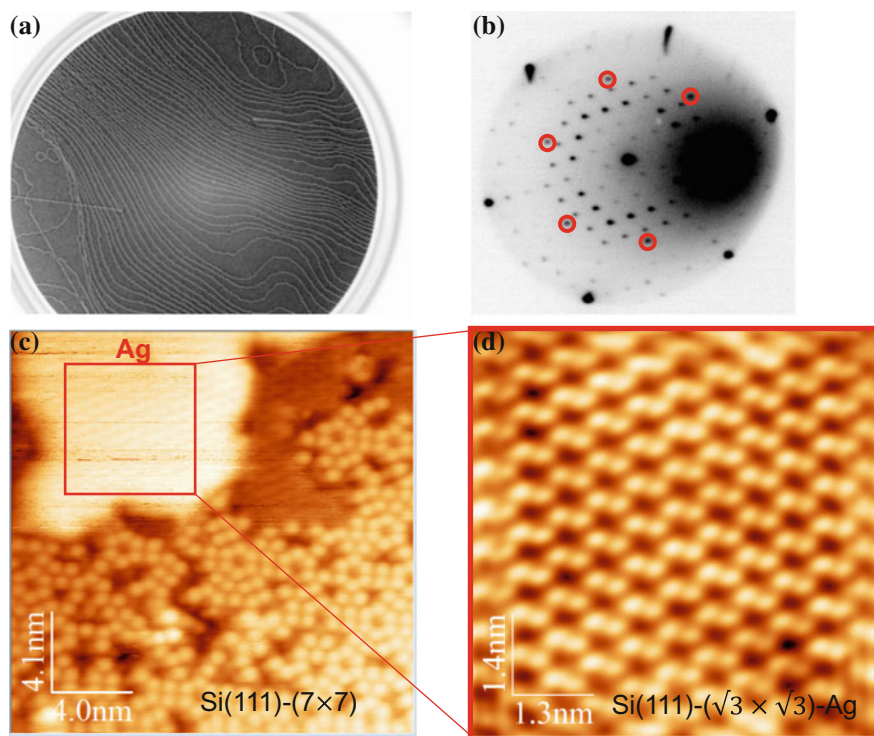 (a)
(b)
(c)
Ag
4.1nm
4.0nm
Si(111)-(7×7)
(d)
1.4nm
1.3nm
Si(111)-(√3 × √3)-Ag